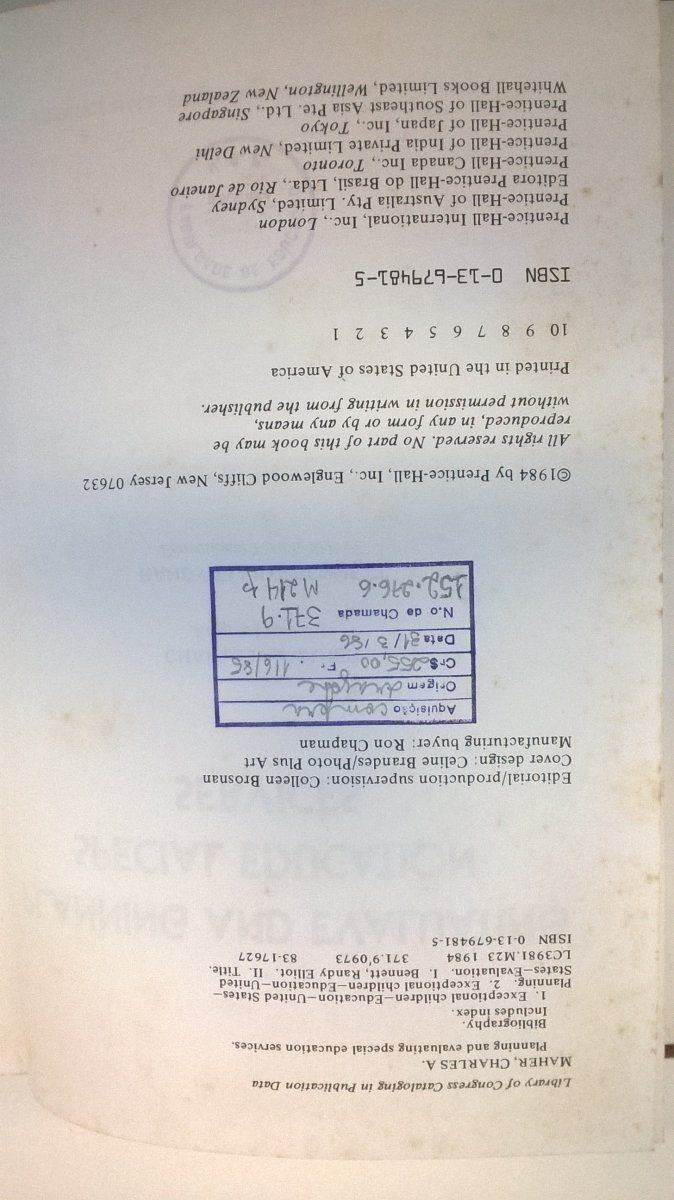 Library of Congress Cataloging in Publication Data
MAHER, CHARLES A.
Planning and evaluating special education services.
Bibliography.
Includes index.
1. Exceptional children—Education—United States—
Planning. 2. Exceptional children—Education—United
States—Evaluation. I. Bennett, Randy Elliot. II. Title.
LC3981.M23 1984 371.9'0973 83-17627
ISBN 0-13-679481-5
Editorial/production supervision: Colleen Brosnan
Cover design: Celine Brandes/Photo Plus Art
Manufacturing buyer: Ron Chapman
Aquisição compra
Origem
Cr$ 255,00 Fr. 116/85
Data 31/3/86
N.o de Chamada 371.9
152.276.6 M214p
©1984 by Prentice-Hall, Inc., Englewood Cliffs, New Jersey 07632
All rights reserved. No part of this book may be
reproduced, in any form or by any means,
without permission in writing from the publisher.
Printed in the United States of America
10 9 8 7 6 5 4 3 2 1
ISBN 0-13-679481-5
Prentice-Hall International, Inc., London
Prentice-Hall of Australia Pty. Limited, Sydney
Editora Prentice-Hall do Brasil, Ltda., Rio de Janeiro
Prentice-Hall Canada Inc., Toronto
Prentice-Hall of India Private Limited, New Delhi
Prentice-Hall of Japan, Inc., Tokyo
Prentice-Hall of Southeast Asia Pte. Ltd., Singapore
Whitehall Books Limited, Wellington, New Zealand